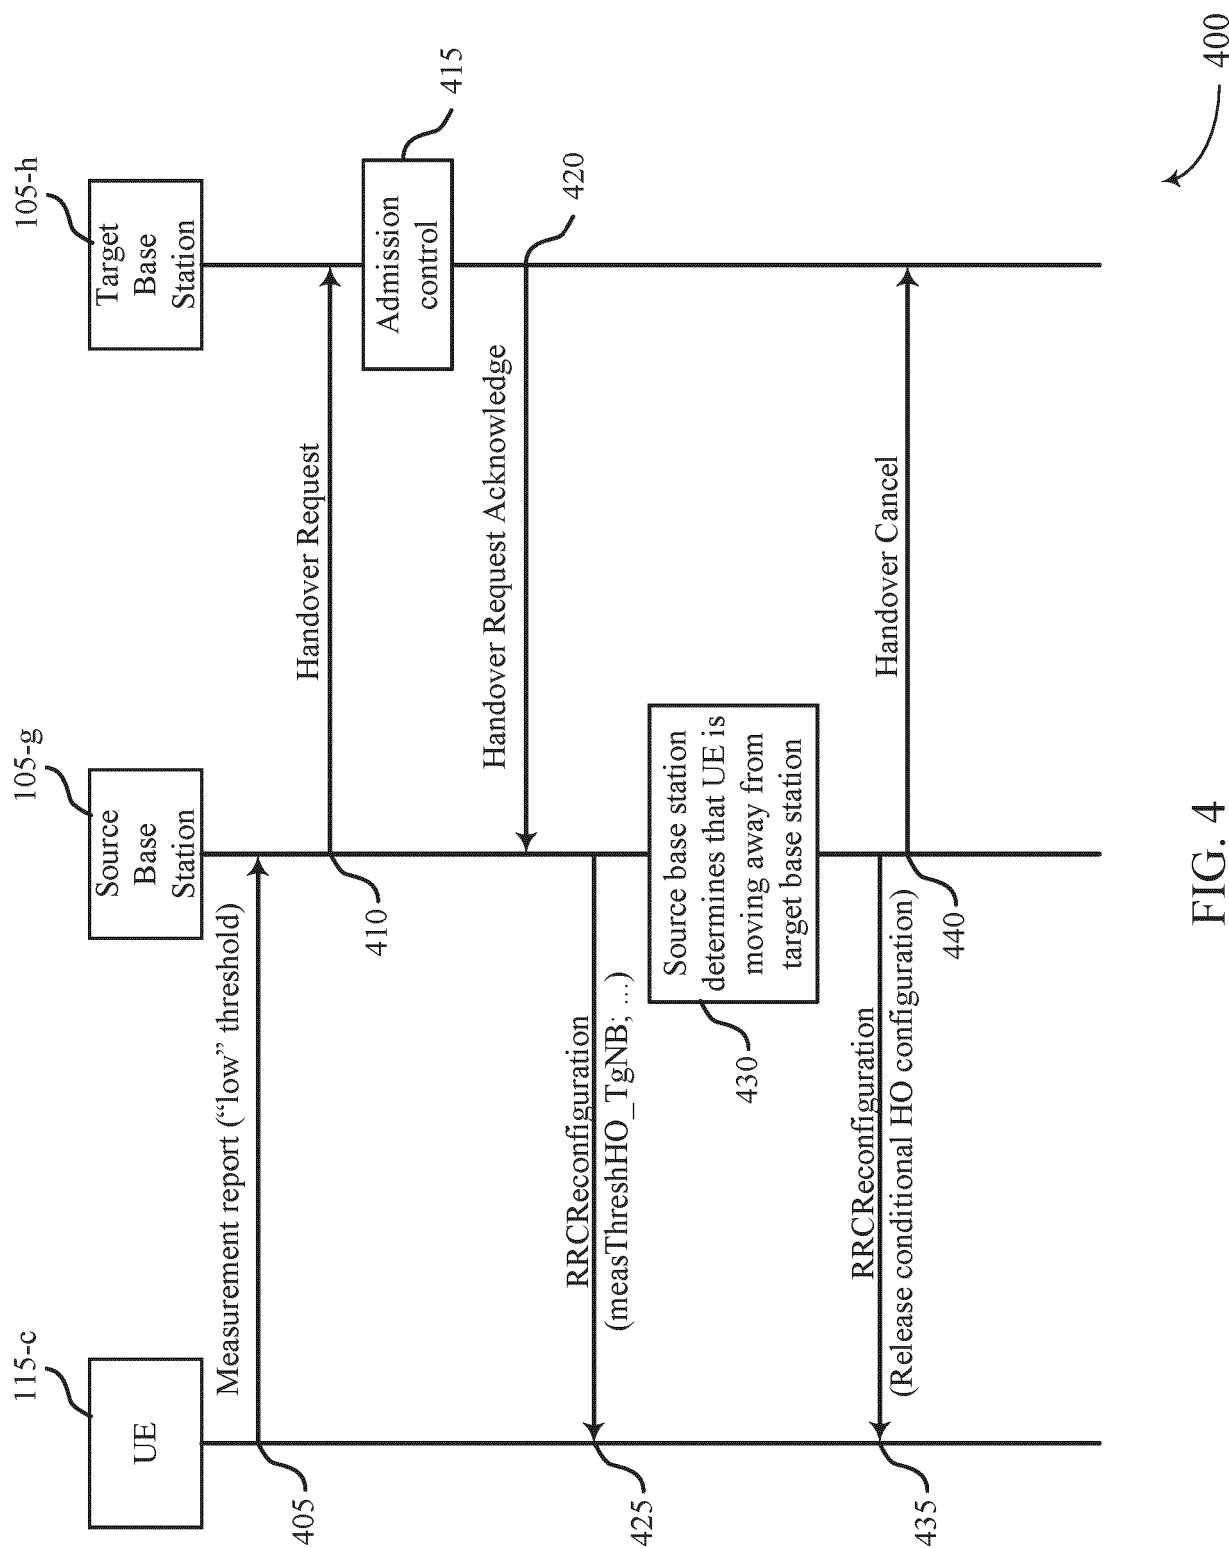 115-c
105-g
105-h
UE
Source
Base
Station
Target
Base
Station
Measurement report (“low” threshold)
405
Handover Request
410
Admission
control
415
Handover Request Acknowledge
420
RRCReconfiguration
(measThreshHO_TgNB; ...)
425
Source base station
determines that UE is
moving away from
target base station
430
RRCReconfiguration
(Release conditional HO configuration)
435
Handover Cancel
440
FIG. 4
400